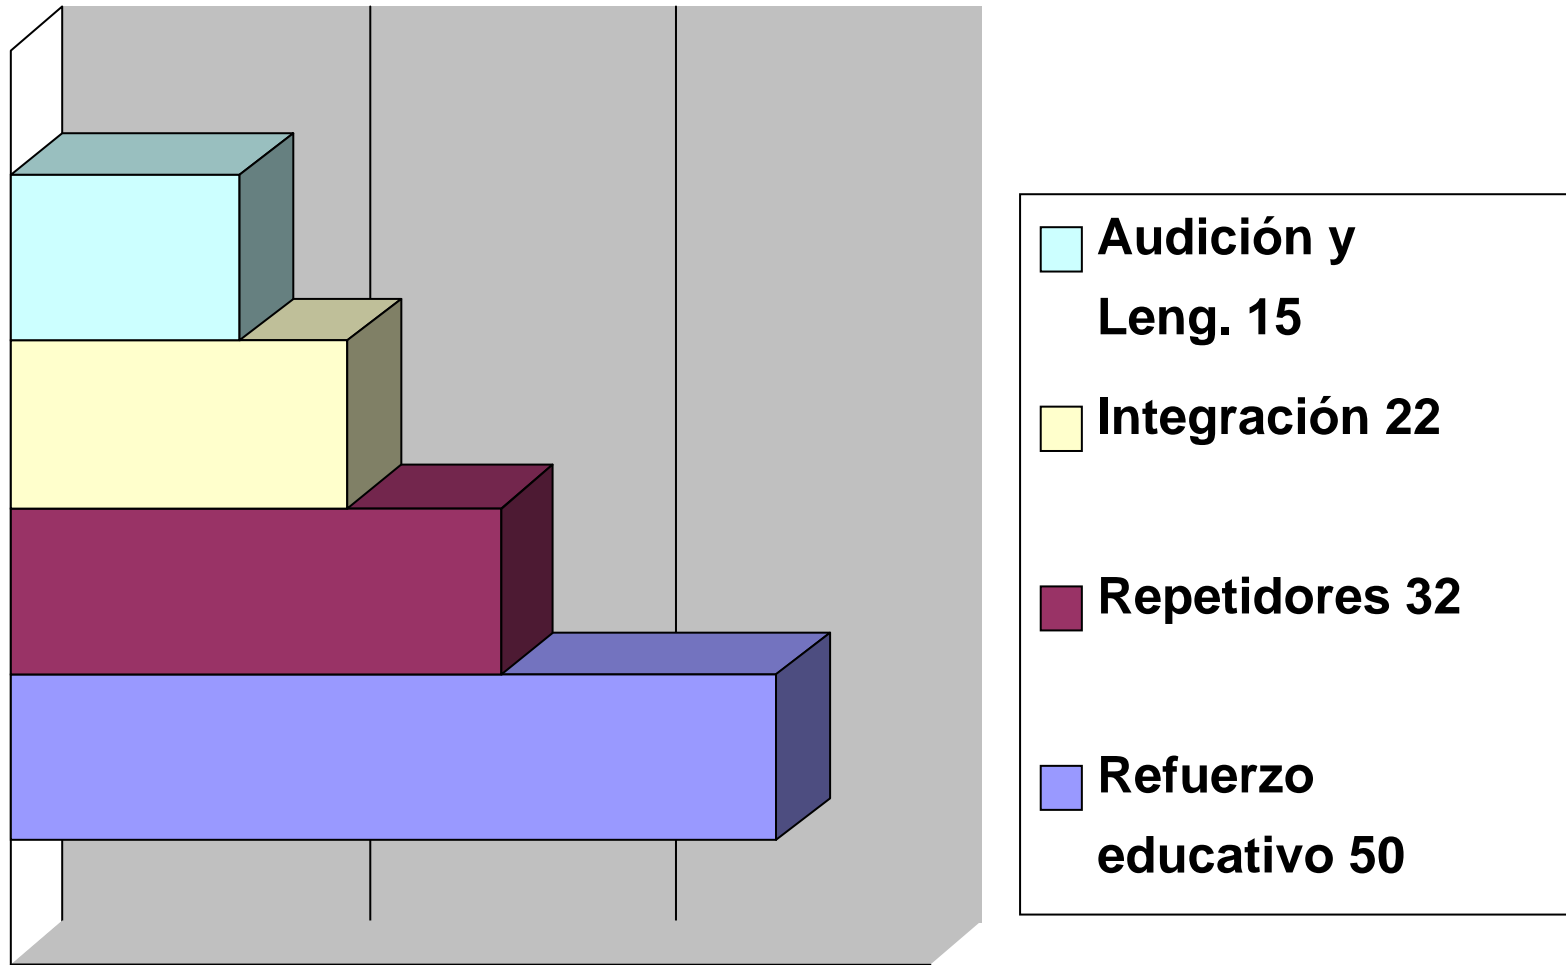 Audición y
Leng. 15
Integración 22
Repetidores 32
Refuerzo
educativo 50